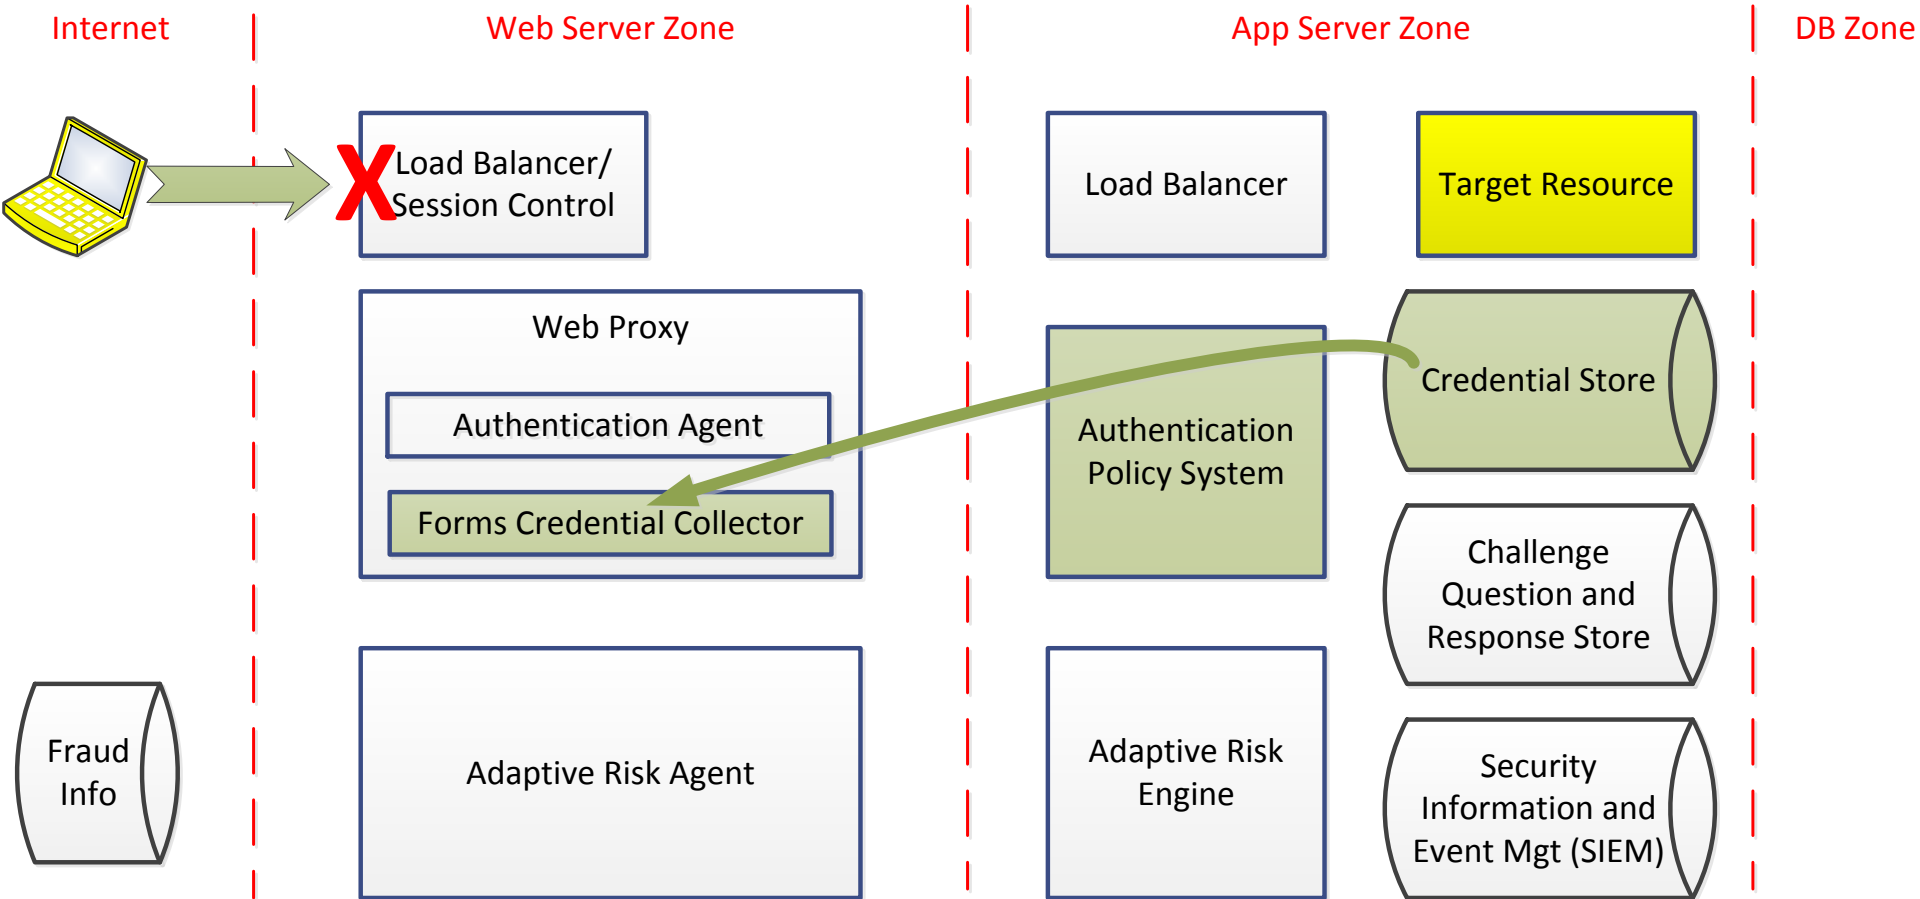 Internet
Web Server Zone
App Server Zone
DB Zone
X
Load Balancer/
Session Control
Load Balancer
Target Resource
Web Proxy
Authentication Agent
Forms Credential Collector
Authentication
Policy System
Credential Store
Challenge
Question and
Response Store
Fraud
Info
Adaptive Risk Agent
Adaptive Risk
Engine
Security
Information and
Event Mgt (SIEM)